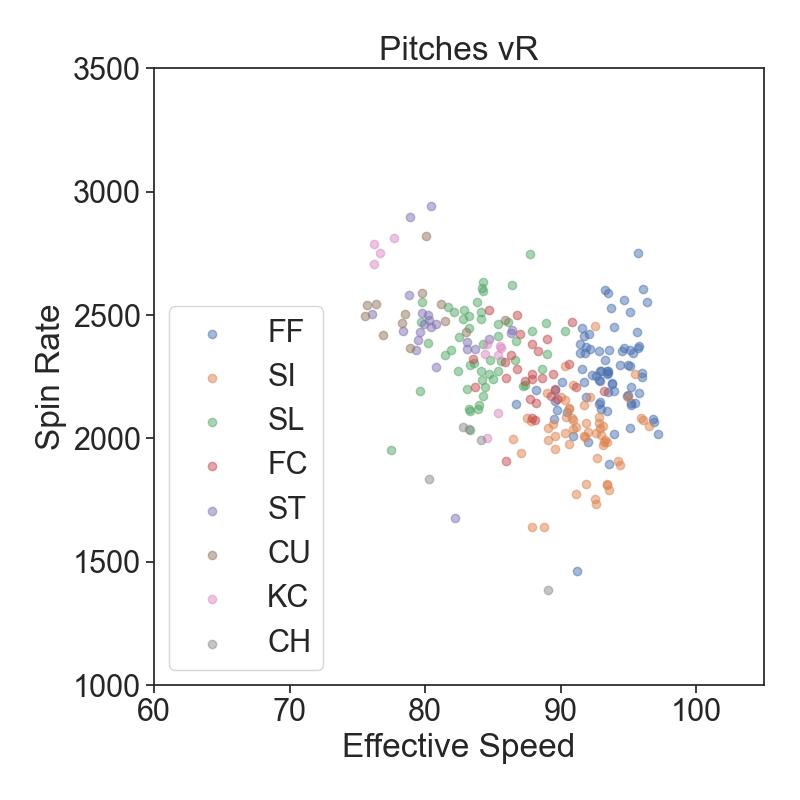 Pitches vR
3500
3000
2500
2000
1500
1000
Spin Rate
FF
SI
SL
FC
ST
CU
KC
CH
60 70 80 90 100
Effective Speed